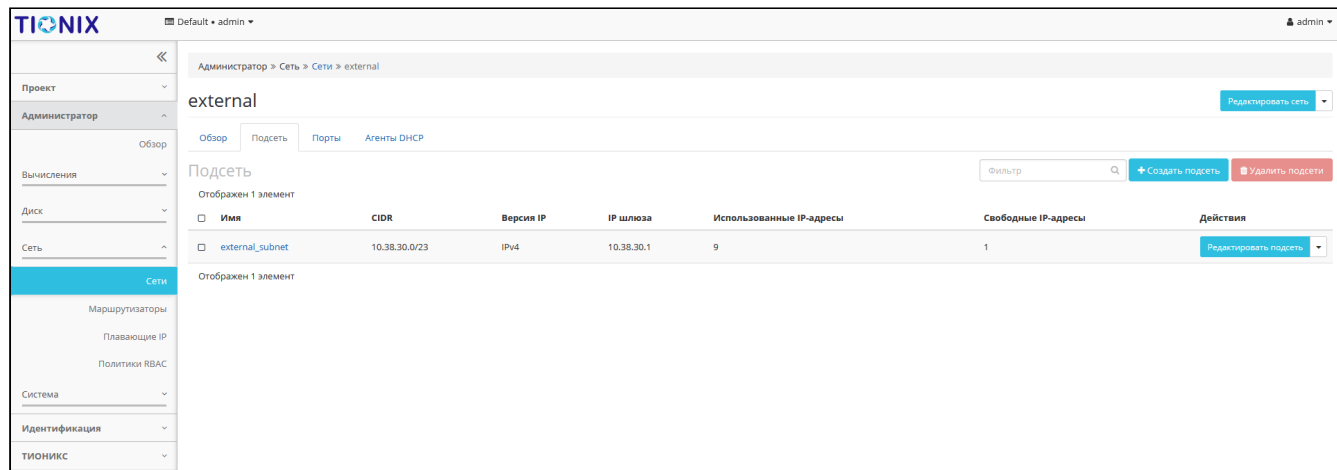 TIONIX
Default • admin
admin
Администратор » Сеть » Сети » external
Проект
Администратор
Обзор
Вычисления
Диск
Сеть
Сети
Маршрутизаторы
Плавающие IP
Политики RBAC
Система
Идентификация
ТИОНИКС
external
Редактировать сеть
Обзор Подсеть Порты Агенты DHCP
Подсеть
Фильтр
Создать подсеть
Удалить подсети
Отображен 1 элемент
Имя CIDR Версия IP IP шлюза Использованные IP-адреса Свободные IP-адреса Действия
external_subnet 10.38.30.0/23 IPv4 10.38.30.1 9 1 Редактировать подсеть
Отображен 1 элемент